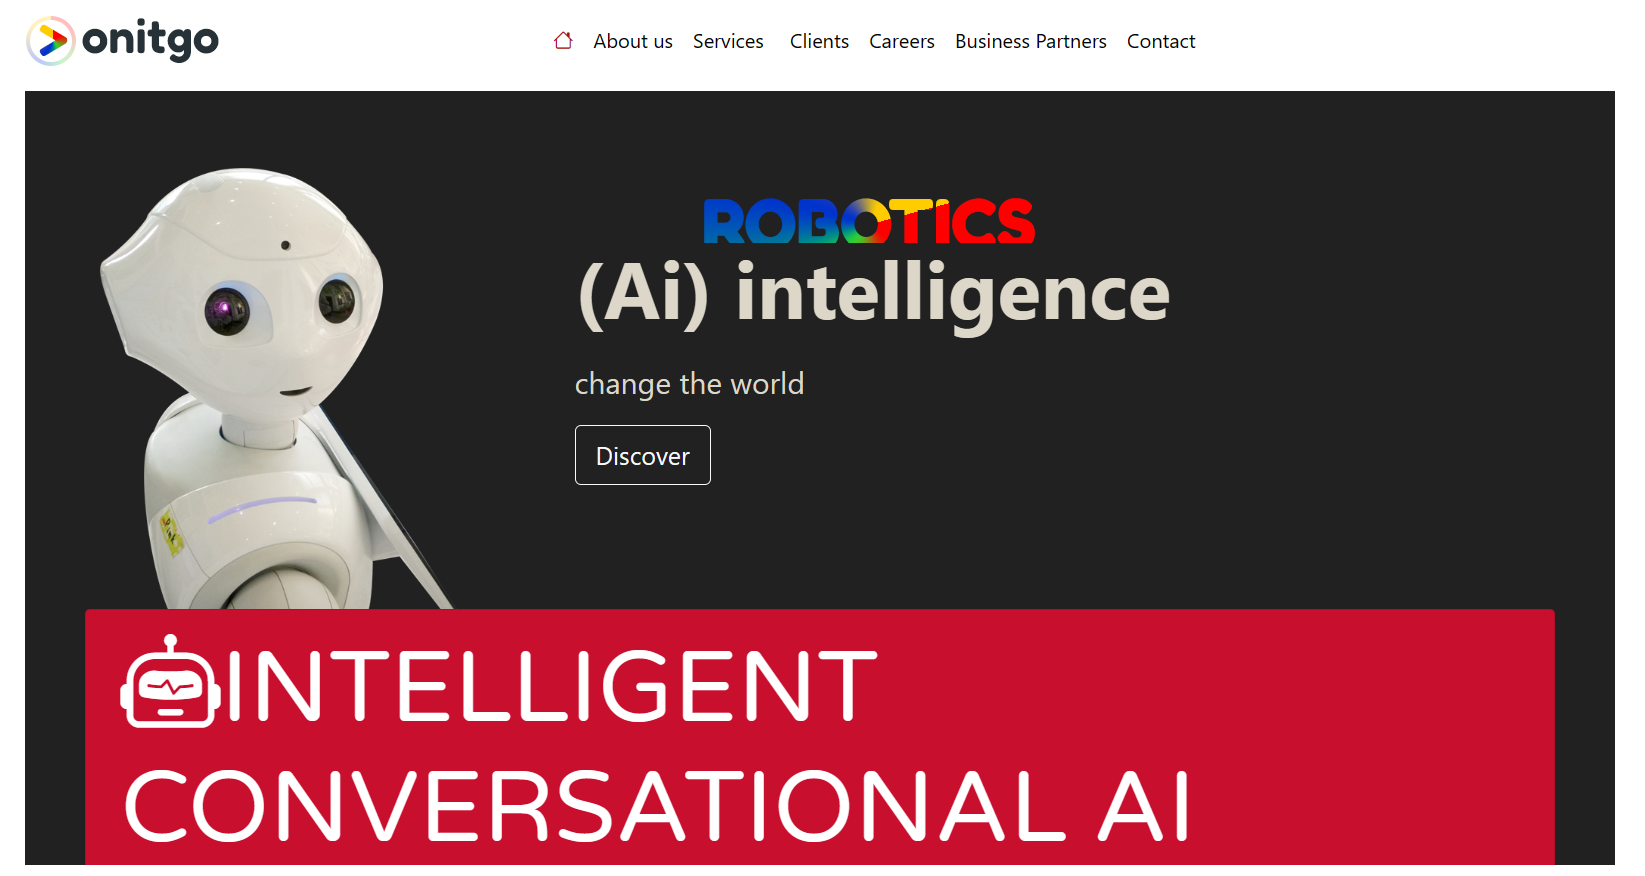 onitgo
About us Services Clients Careers Business Partners Contact
ROBOTICS
(Ai) intelligence
change the world
Discover
INTELLIGENT
CONVERSATIONAL AI